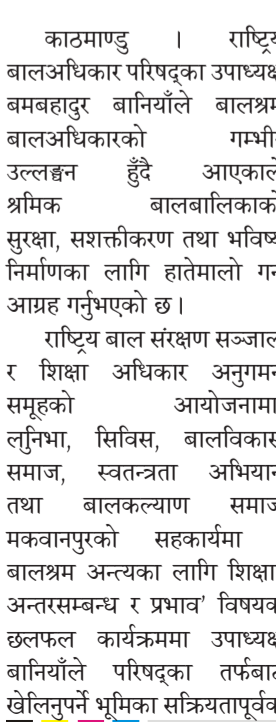 काठमाण्डु । राष्ट्रिय
बालअधिकार परिषद्का उपाध्यक्ष
बमबहादुर बानियाँले बालश्रम
बालअधिकारको
उल्लङ्घन हुँदै आएकाले
श्रमिक बालबालिकाको
सुरक्षा, सशक्तीकरण तथा भविष्य
निर्माणका लागि हातेमालो गर्न
आग्रह गर्नुभएको छ।
राष्ट्रिय बाल संरक्षण सञ्जाल
र शिक्षा अधिकार अनुगमन
समूहको आयोजनामा
लुनिभा, सिविस, बालविकास
समाज, स्वतन्त्रता अभियान
तथा बालकल्याण समाज
मकवानपुरको सहकार्यमा
बालश्रम अन्त्यका लागि शिक्षा
अन्तरसम्बन्ध र प्रभाव’ विषयक
छलफल कार्यक्रममा उपाध्यक्ष
बानियाँले परिषद्का तर्फबाट
खेलिनुपर्ने भूमिका सक्रियतापूर्वक